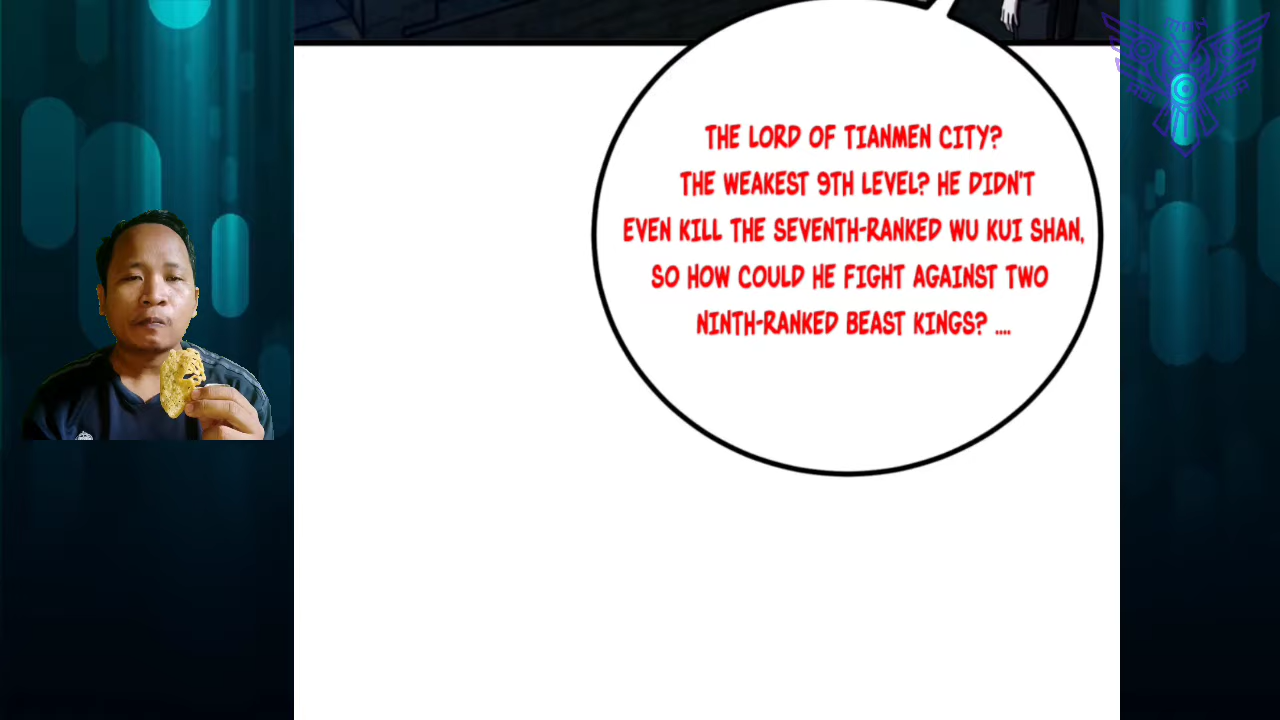 THE LORD OF TIANMEN CITY?
THE WEAKEST 9TH LEVEL? HE DIDN'T
EVEN KILL THE SEVENTH-RANKED WU KUI SHAN,
SO HOW COULD HE FIGHT AGAINST TWO
NINTH-RANKED BEAST KINGS? ....